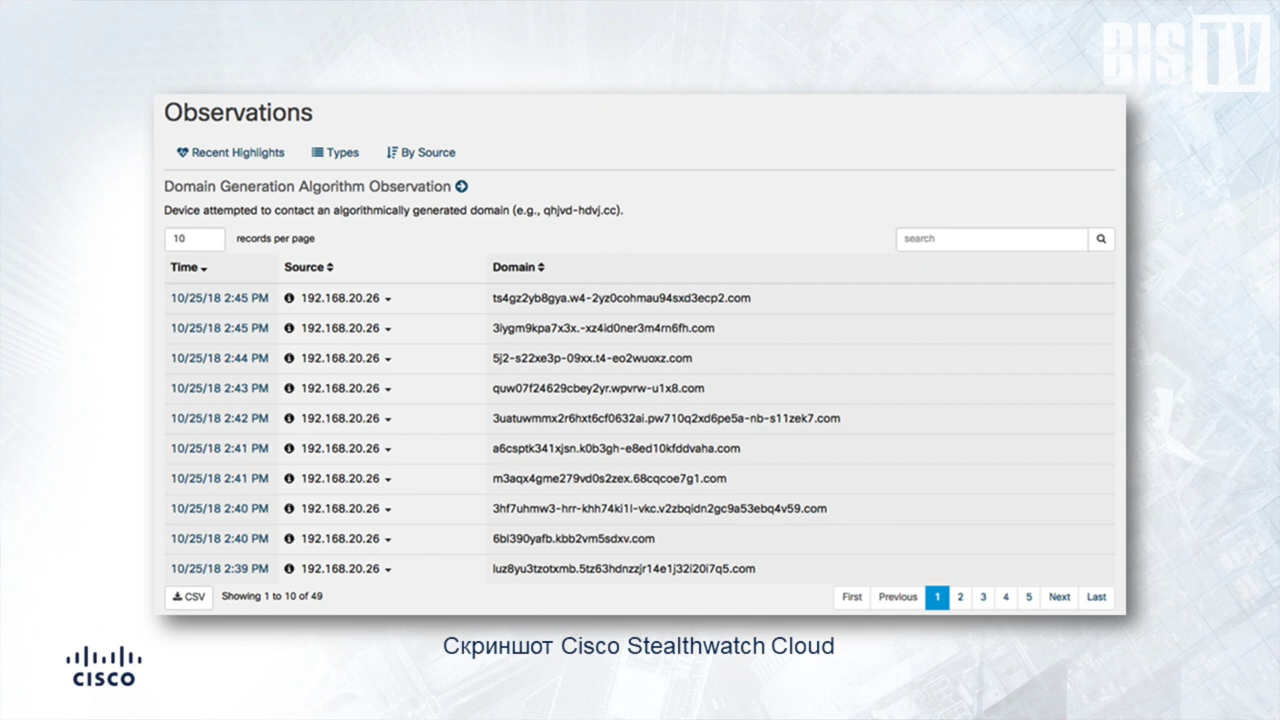 BIS TV
Observations
Recent Highlights Types By Source
Domain Generation Algorithm Observation
Device attempted to contact an algorithmically generated domain (e.g., qhjvd-hdvj.cc).
10 records per page search
Time Source Domain
10/25/18 2:45 PM 192.168.20.26 ts4gz2yb8gya.w4-2yz0cohmau94sxd3ecp2.com
10/25/18 2:45 PM 192.168.20.26 3iygm9kpa7x3x.-xz4id0ner3m4rn6fh.com
10/25/18 2:44 PM 192.168.20.26 5j2-s22xe3p-09xx.t4-eo2wuoxz.com
10/25/18 2:43 PM 192.168.20.26 quw07f24629cbey2yr.wpvrw-u1x8.com
10/25/18 2:42 PM 192.168.20.26 3uatuwmmx2r6hxt6cf0632ai.pw710q2xd6pe5a-nb-s11zek7.com
10/25/18 2:41 PM 192.168.20.26 a6csptk341xjsn.k0b3gh-e8ed10kfddvaha.com
10/25/18 2:41 PM 192.168.20.26 m3aqx4gme279vd0s2zex.68cqcoe7g1.com
10/25/18 2:40 PM 192.168.20.26 3hf7uhmw3-hrr-khh74ki1l-vkc.v2zbqidn2gc9a53ebq4v59.com
10/25/18 2:40 PM 192.168.20.26 6bl390yafb.kbb2vm5sdxv.com
10/25/18 2:39 PM 192.168.20.26 luz8yu3tzotxmb.5tz63hdnzzjr14e1j32i20i7q5.com
CSV Showing 1 to 10 of 49 First Previous 1 2 3 4 5 Next Last
Скриншот Cisco Stealthwatch Cloud
CISCO